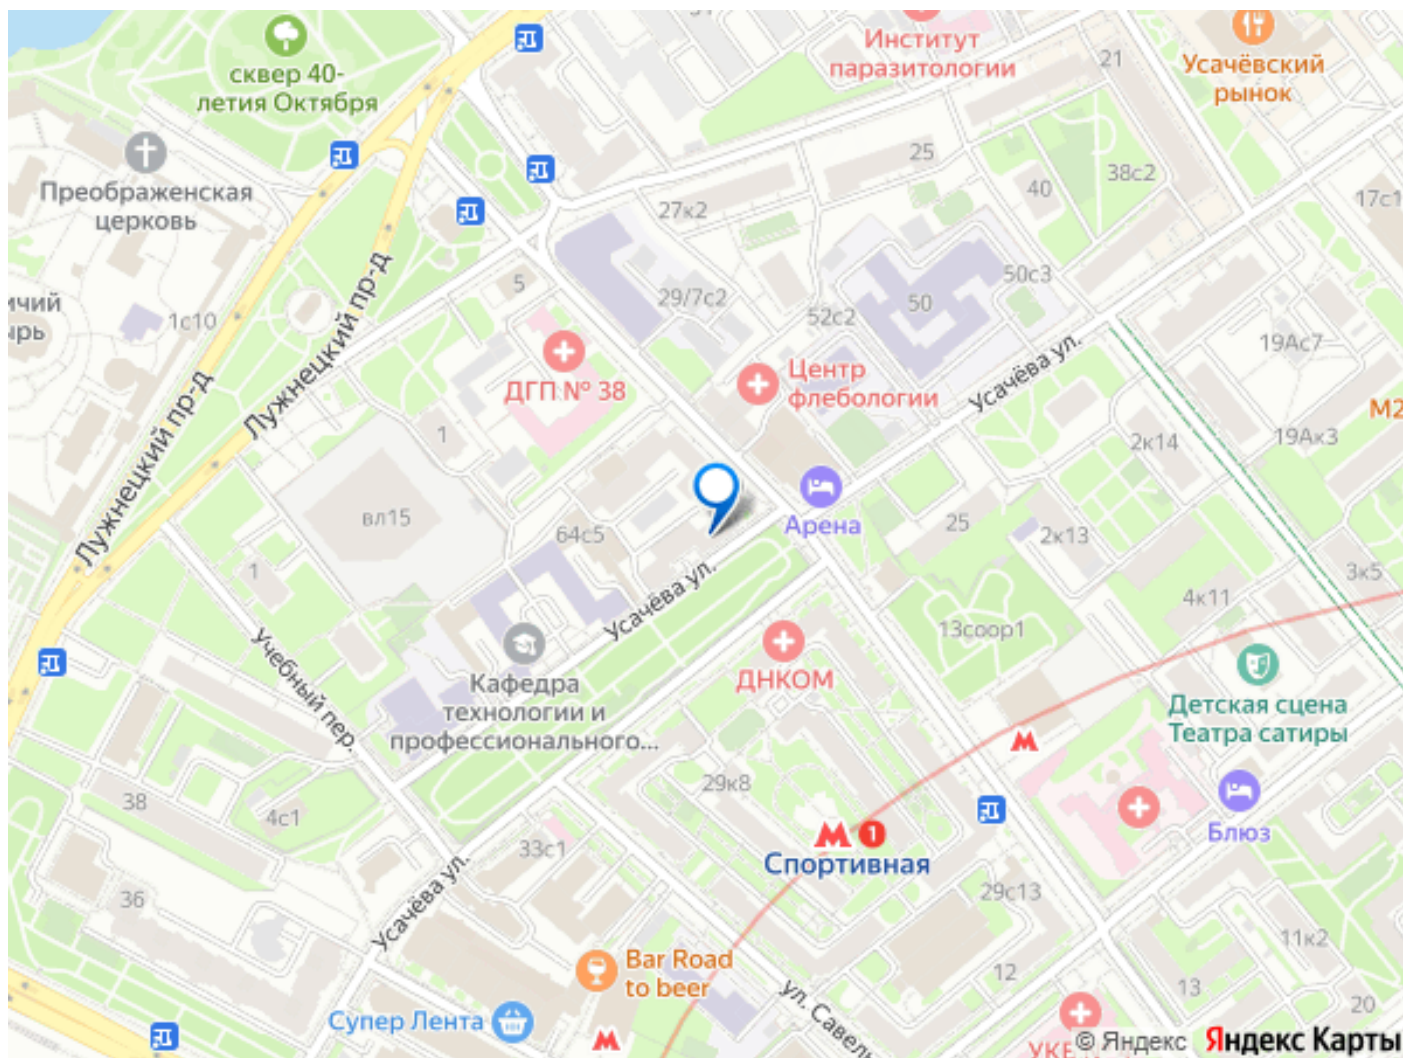 Институт
паразитологии
21
Усачёвский
рынок
сквер 40-
летия Октября
Преображенская
церковь
25
38с2
40
17с1
27к2
5
29/7с2
50с3
50
52с2
1с10
Лужнецкий пр-д
Лужнецкий пр-д
ДГП № 38
Центр
флебологии
Усачёва ул.
19Ас7
М2
19Ак3
2к14
1
вл15
64с5
Арена
25
2к13
3к5
4к11
1
Усачёва ул.
13соор1
ДНКОМ
Учебный пер.
Кафедра
технологии и
профессионального...
Детская сцена
Театра сатиры
29к8
38
4с1
33с1
1
Спортивная
Блюз
29с13
36
Усачёва ул.
11к2
Bar Road
to beer
12
13
20
ул. Савель
Супер Лента
© Яндекс
Яндекс Карты